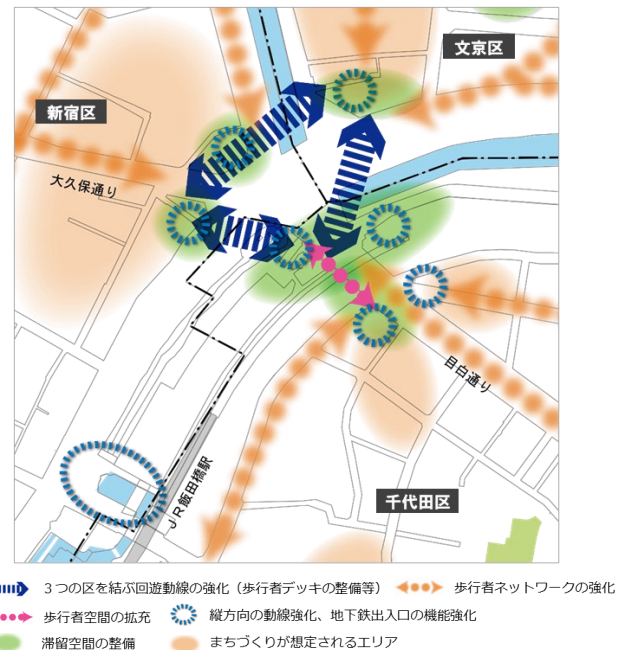 文京区
新宿区
大久保通り
目白通り
JR飯田橋駅
千代田区
3つの区を結ぶ回遊動線の強化(歩行者デッキの整備等)
歩行者ネットワークの強化
歩行者空間の拡充
縦方向の動線強化、地下鉄出入口の機能強化
滞留空間の整備
まちづくりが想定されるエリア